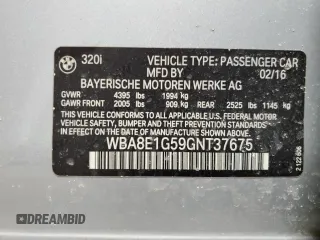 320i VEHICLE TYPE: PASSENGER CAR
MFD BY 02/16
BAYERISCHE MOTOREN WERKE AG
GVWR 4395 lbs 1994 kg
GAWR FRONT 2005 lbs 909 kg REAR 2525 lbs 1145 kg
THIS VEHICLE CONFORMS TO ALL APPLICABLE
FEDERAL MOTOR VEHICLE SAFETY, BUMPER, AND THEFT
PREVENTION STANDARDS IN EFFECT ON THE DATE OF
MANUFACTURE SHOWN ABOVE.
WBA8E1G59GNT37675
DREAMBID
DREAMBID.COM